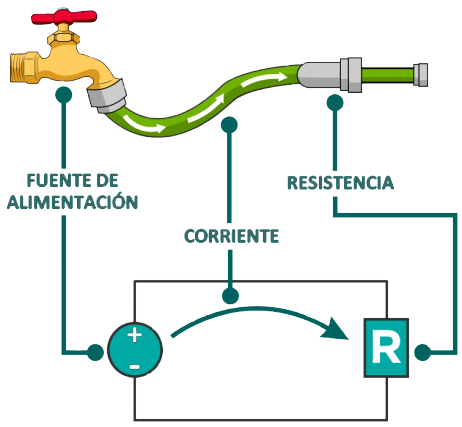 FUENTE DE
ALIMENTACIÓN
RESISTENCIA
CORRIENTE
+
-
R